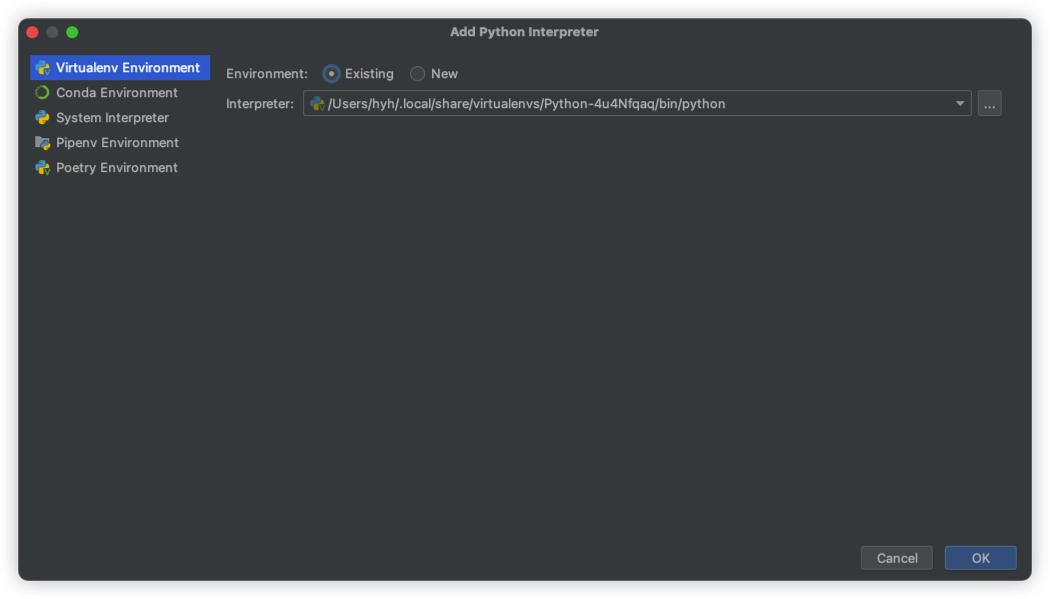 Add Python Interpreter
Virtualenv Environment
Conda Environment
System Interpreter
Pipenv Environment
Poetry Environment
Environment: Existing New
Interpreter: /Users/hyh/.local/share/virtualenvs/Python-4u4Nfqaq/bin/python ...
Cancel OK